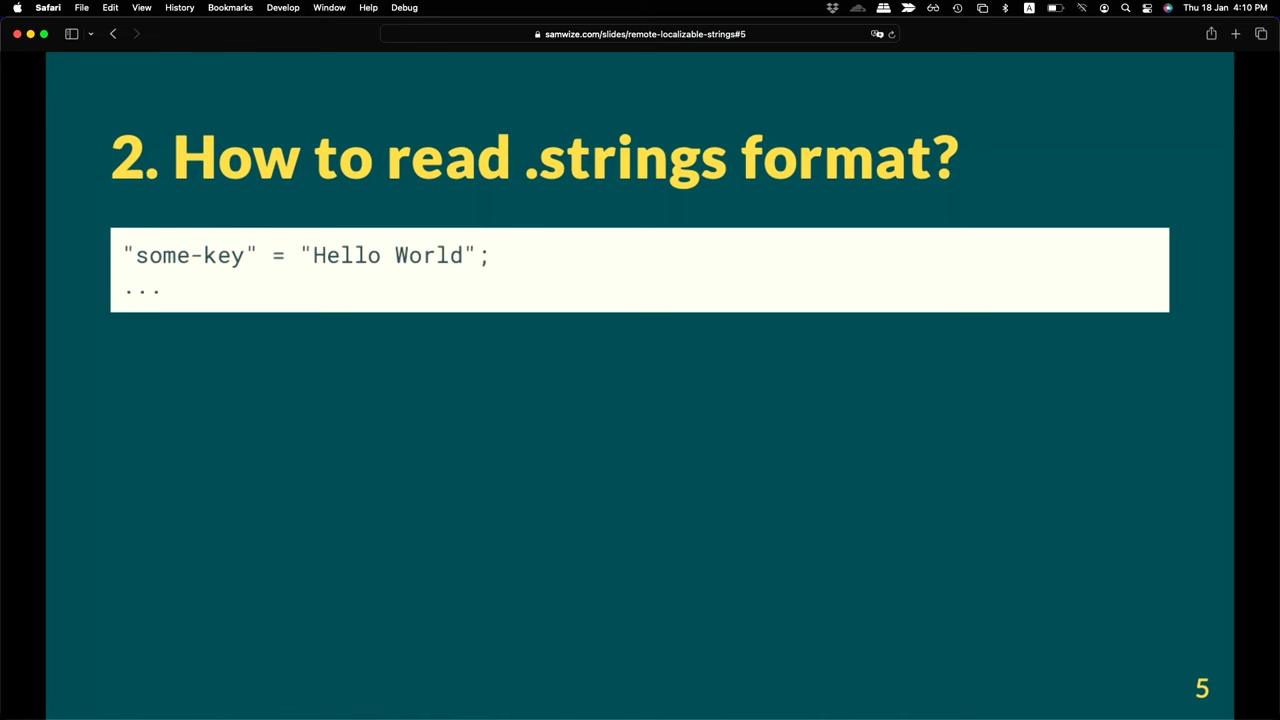 Safari File Edit View History Bookmarks Develop Window Help Debug A Thu 18 Jan 4:10 PM
samwize.com/slides/remote-localizable-strings#5
2. How to read .strings format?
"some-key" = "Hello World";
...
5